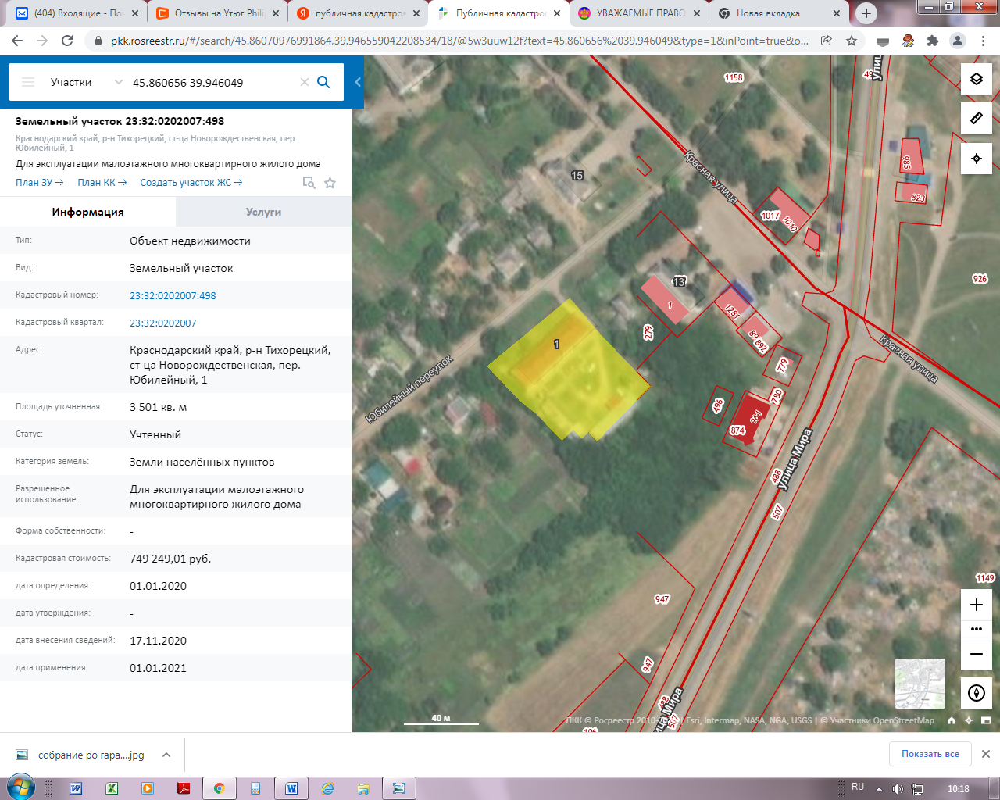 (404) Входящие - Поч
Отзывы на Утюг Phili
публичная кадастров
Публичная кадастро
УВАЖАЕМЫЕ ПРАВО
Новая вкладка
pkk.rosreestr.ru/#/search/45.86070976991864,39.946559042208534/18/@5w3uuw12f?text=45.860656%2039.946049&type=1&inPoint=true&o...
Участки
45.860656 39.946049
Земельный участок 23:32:0202007:498
Краснодарский край, р-н Тихорецкий, ст-ца Новорождественская, пер.
Юбилейный, 1
Для эксплуатации малоэтажного многоквартирного жилого дома
План ЗУ → План КК → Создать участок ЖС →
Информация Услуги
Тип: Объект недвижимости
Вид: Земельный участок
Кадастровый номер: 23:32:0202007:498
Кадастровый квартал: 23:32:0202007
Адрес: Краснодарский край, р-н Тихорецкий,
ст-ца Новорождественская, пер.
Юбилейный, 1
Площадь уточненная: 3 501 кв. м
Статус: Учтенный
Категория земель: Земли населённых пунктов
Разрешенное
использование:
Для эксплуатации малоэтажного
многоквартирного жилого дома
Форма собственности: -
Кадастровая стоимость: 749 249,01 руб.
дата определения: 01.01.2020
дата утверждения: -
дата внесения сведений: 17.11.2020
дата применения: 01.01.2021
1158
49
улиц
985
823
15
Красная улица
1017
1010
926
13
1
1281
89 892
279
1
Красная улица
779
Юбилейный переулок
496
780
964
874
улица Мира
488
507
1149
947
947
488
507
106
ица Мира
40 м
ПКК © Росреестр 2010- | Esri, Intermap, NASA, NGA, USGS | © Участники OpenStreetMap
собрание ро гара....jpg
Показать все
RU
10:18